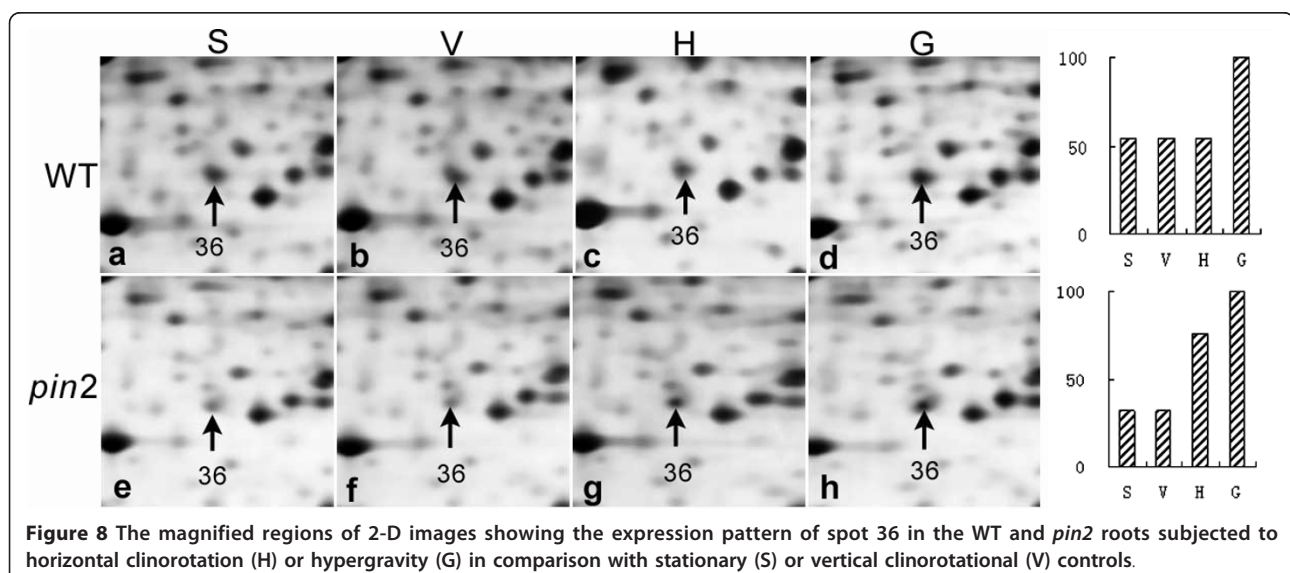 S V H G
WT
36 36 36 36
a b c d
100
50
0
S V H G
pin2
36 36 36 36
e f g h
100
50
0
S V H G
Figure 8 The magnified regions of 2-D images showing the expression pattern of spot 36 in the WT and pin2 roots subjected to
horizontal clinorotation (H) or hypergravity (G) in comparison with stationary (S) or vertical clinorotational (V) controls.